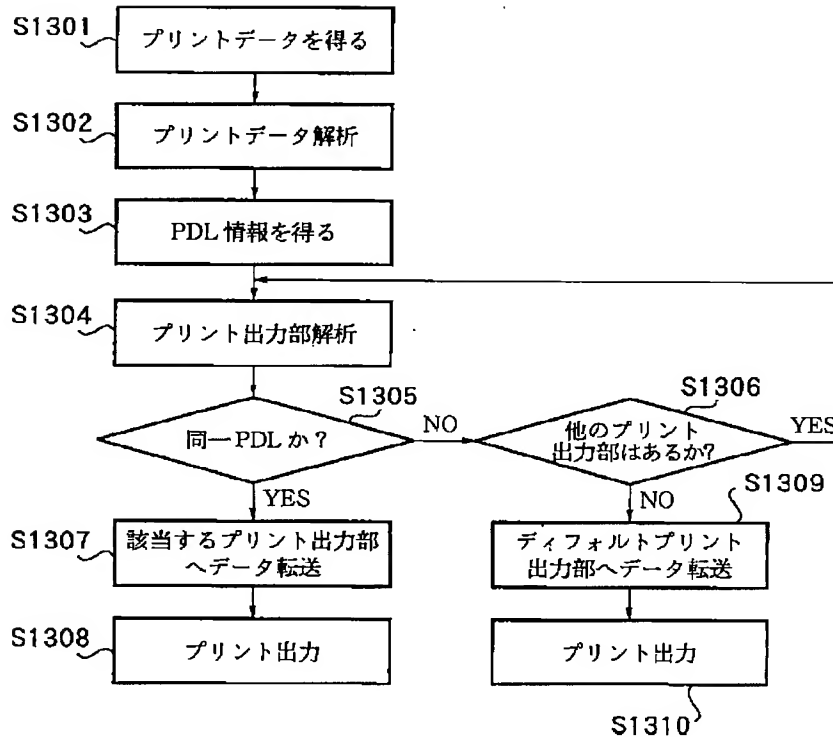 S1301
プリントデータを得る
S1302
プリントデータ解析
S1303
PDL 情報を得る
S1304
プリント出力部解析
S1305
同一PDLか?
NO
S1306
他のプリント
出力部はあるか?
YES
YES
NO
S1307
該当するプリント出力部
へデータ転送
S1309
ディフォルトプリント
出力部へデータ転送
S1308
プリント出力
プリント出力
S1310